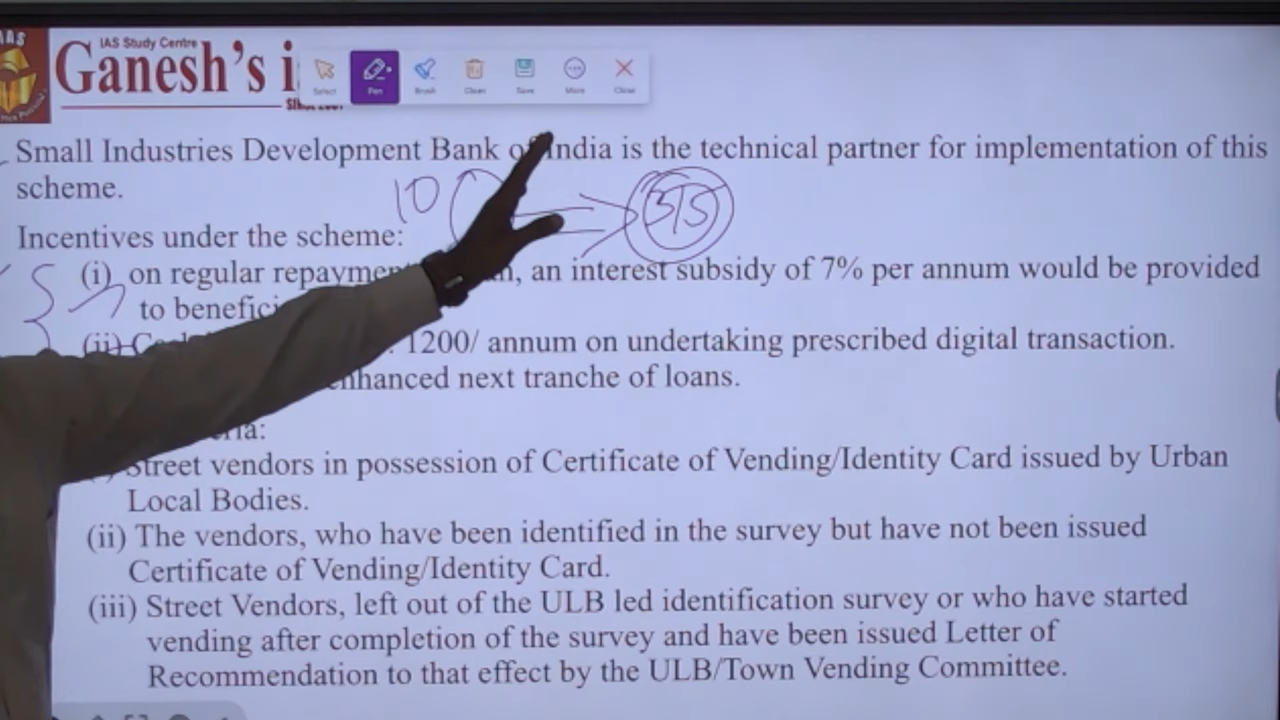 IAS Study Centre
Ganesh's
Select Pen Brush Clean Save More Close
Small Industries Development Bank of India is the technical partner for implementation of this
scheme.
10
Incentives under the scheme:
(i) on regular repayment, an interest subsidy of 7% per annum would be provided
to
(ii) 1200/ annum on undertaking prescribed digital transaction.
enhanced next tranche of loans.
Street vendors in possession of Certificate of Vending/Identity Card issued by Urban
Local Bodies.
(ii) The vendors, who have been identified in the survey but have not been issued
Certificate of Vending/Identity Card.
(iii) Street Vendors, left out of the ULB led identification survey or who have started
vending after completion of the survey and have been issued Letter of
Recommendation to that effect by the ULB/Town Vending Committee.